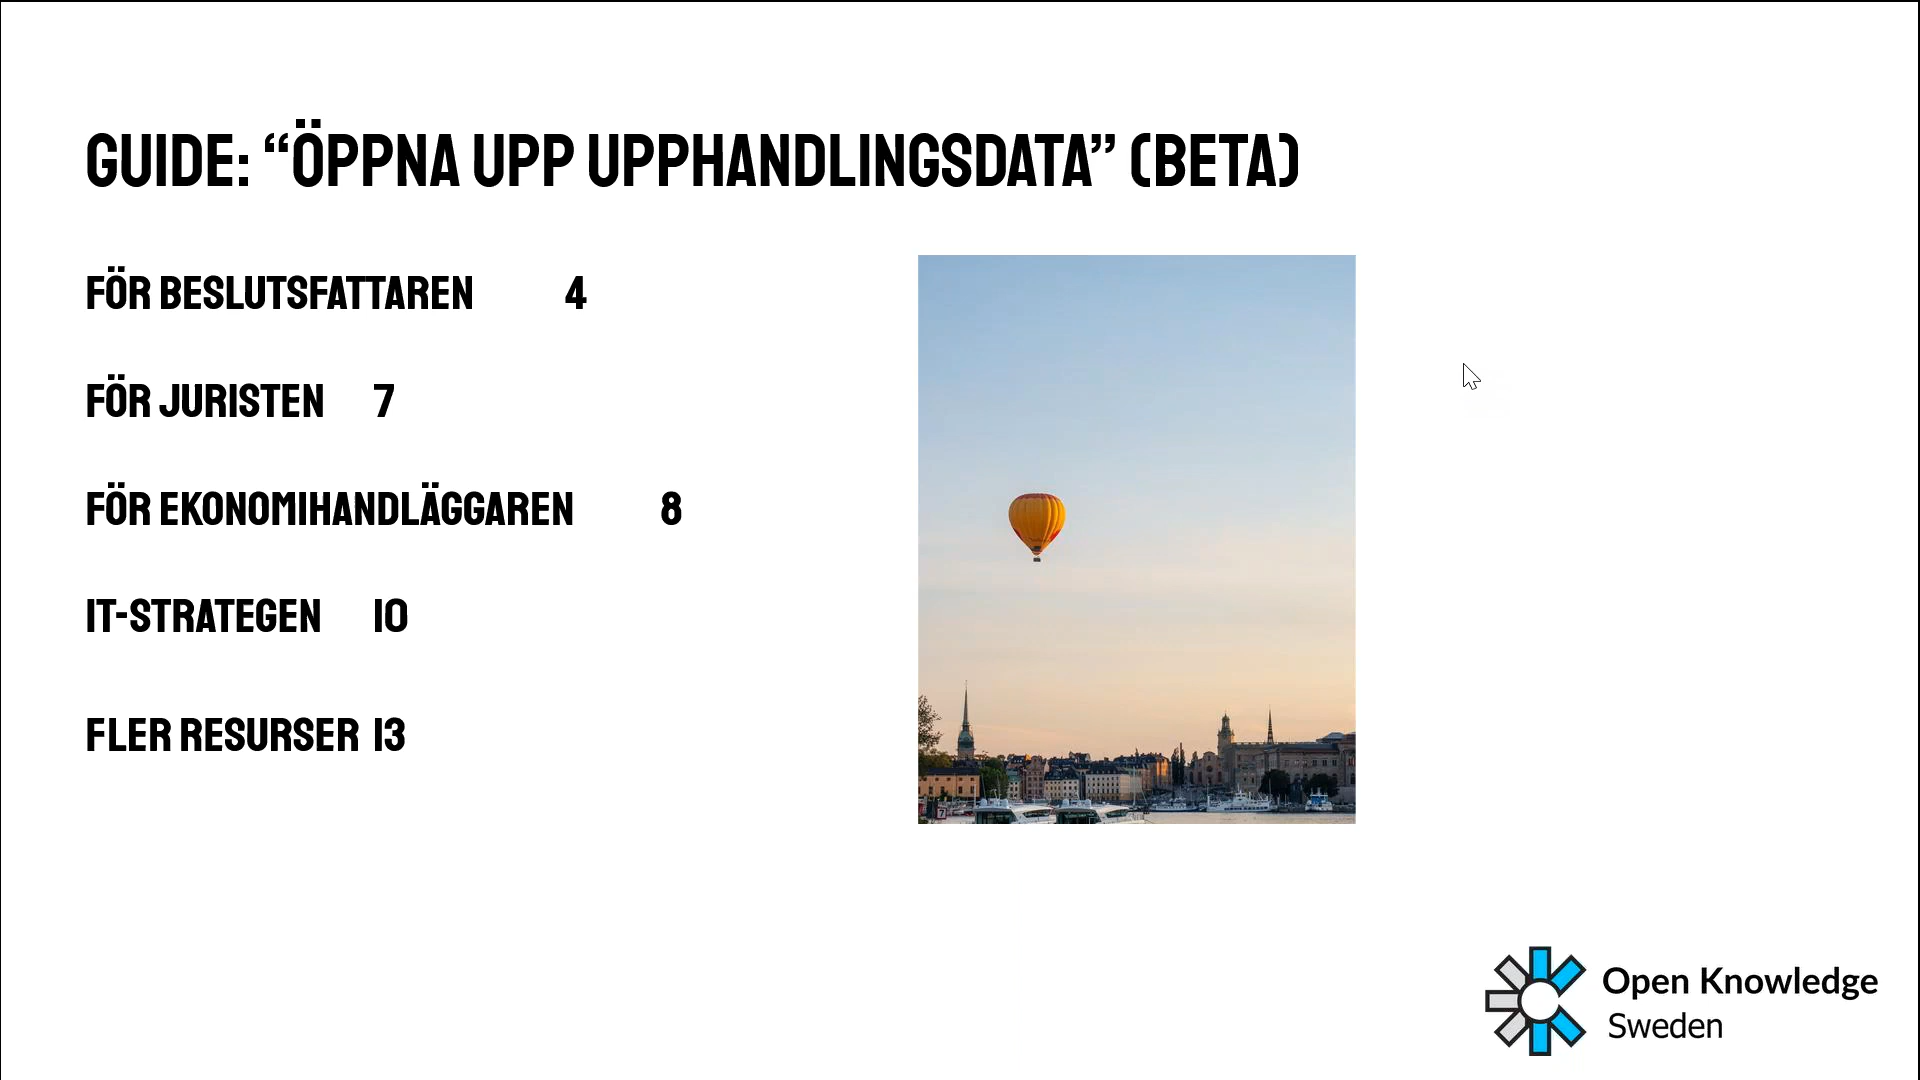 GUIDE: “ÖPPNA UPP UPPHANDLINGSDATA” (BETA)
FÖR BESLUTSFATTAREN 4
FÖR JURISTEN 7
FÖR EKONOMIHANDLÄGGAREN 8
IT-STRATEGEN 10
FLER RESURSER 13
7
Open Knowledge
Sweden